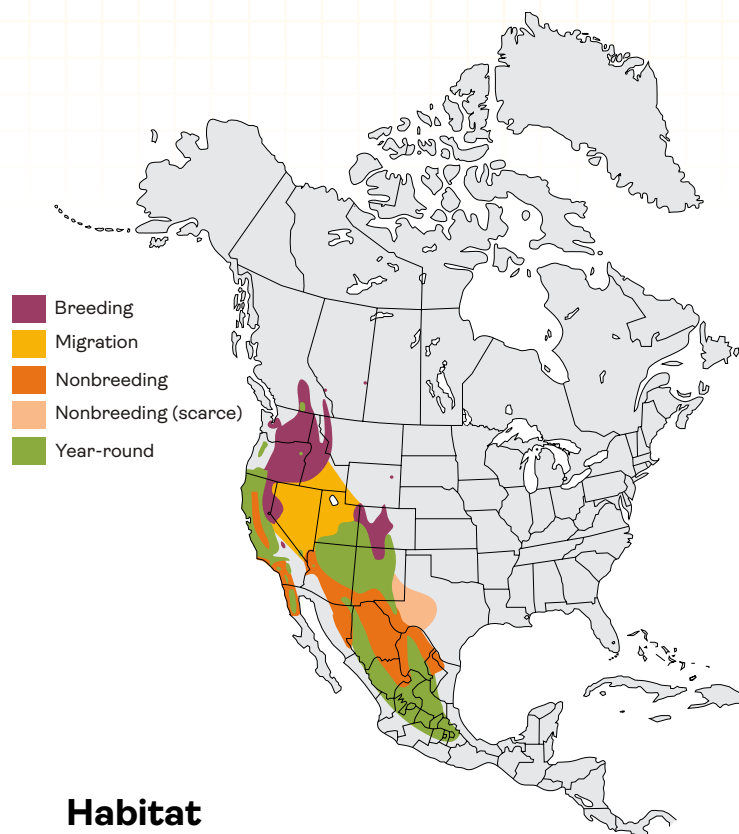 Breeding
Migration
Nonbreeding
Nonbreeding (scarce)
Year-round
Habitat